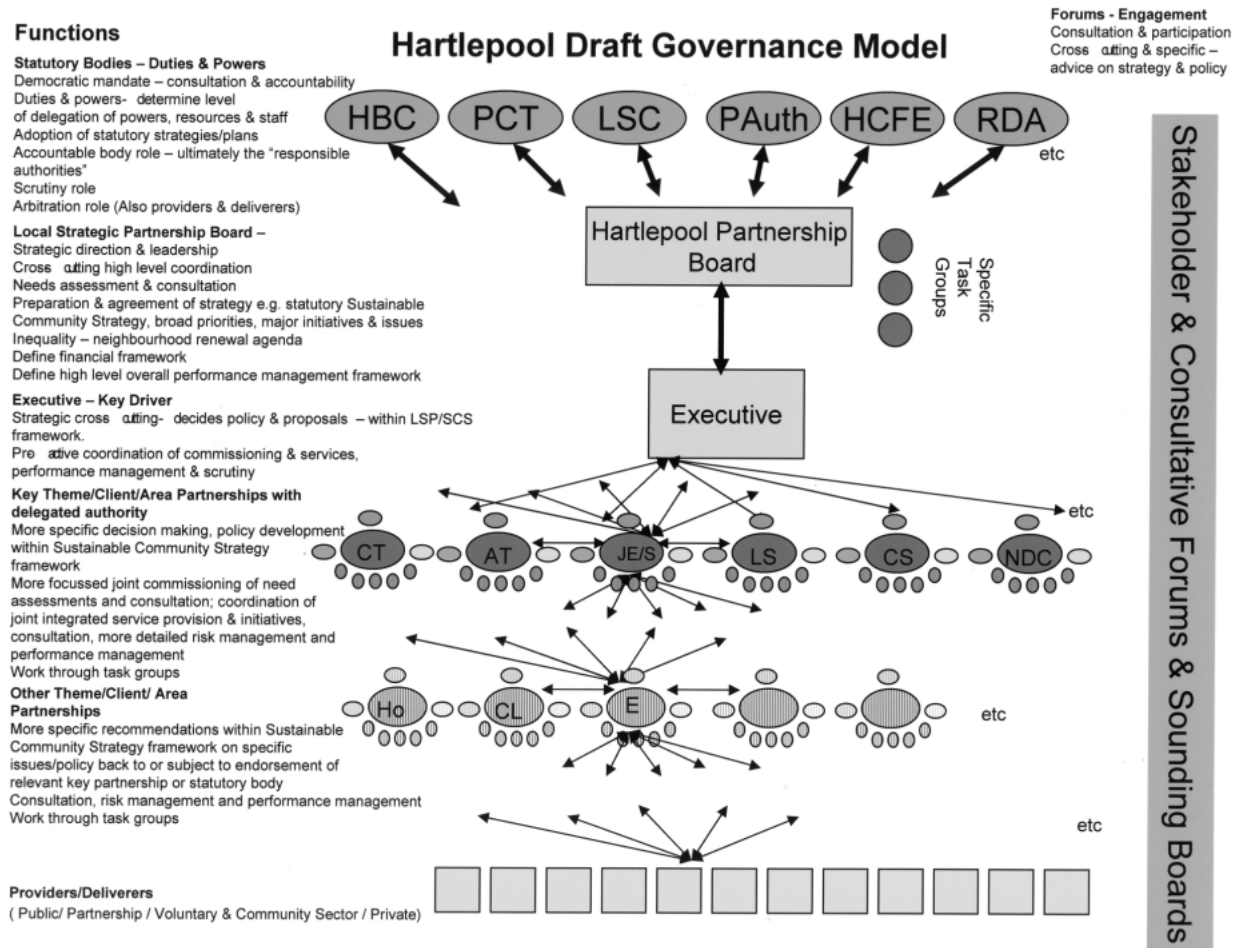 Functions
Statutory Bodies – Duties & Powers
Democratic mandate – consultation & accountability
Duties & powers- determine level
of delegation of powers, resources & staff
Adoption of statutory strategies/plans
Accountable body role – ultimately the “responsible
authorities”
Scrutiny role
Arbitration role (Also providers & deliverers)
Local Strategic Partnership Board –
Strategic direction & leadership
Cross cutting high level coordination
Needs assessment & consultation
Preparation & agreement of strategy e.g. statutory Sustainable
Community Strategy, broad priorities, major initiatives & issues
Inequality – neighbourhood renewal agenda
Define financial framework
Define high level overall performance management framework
Executive – Key Driver
Strategic cross cutting- decides policy & proposals – within LSP/SCS
framework.
Pro active coordination of commissioning & services,
performance management & scrutiny
Key Theme/Client/Area Partnerships with
delegated authority
More specific decision making, policy development
within Sustainable Community Strategy
framework
More focussed joint commissioning of need
assessments and consultation; coordination of
joint integrated service provision & initiatives,
consultation, more detailed risk management and
performance management
Work through task groups
Other Theme/Client/ Area
Partnerships
More specific recommendations within Sustainable
Community Strategy framework on specific
issues/policy back to or subject to endorsement of
relevant key partnership or statutory body
Consultation, risk management and performance management
Work through task groups
Providers/Deliverers
( Public/ Partnership / Voluntary & Community Sector / Private)
Hartlepool Draft Governance Model
Forums - Engagement
Consultation & participation
Cross cutting & specific –
advice on strategy & policy
HBC PCT LSC PAuth HCFE RDA
etc
Hartlepool Partnership
Board
Specific
Task
Groups
Executive
etc
CT AT JE/S LS CS NDC
Ho CL E
etc
etc
Stakeholder & Consultative Forums & Sounding Boards